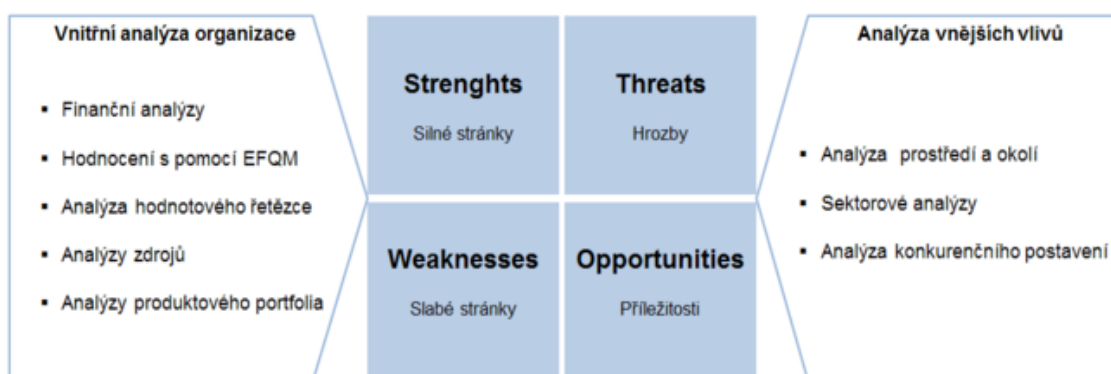 Vnitřní analýza organizace
▪ Finanční analýzy
▪ Hodnocení s pomocí EFQM
▪ Analýza hodnotového řetězce
▪ Analýzy zdrojů
▪ Analýzy produktového portfolia
Strenghts
Silné stránky
Threats
Hrozby
Weaknesses
Slabé stránky
Opportunities
Příležitosti
Analýza vnějších vlivů
▪ Analýza prostředí a okolí
▪ Sektorové analýzy
▪ Analýza konkurenčního postavení